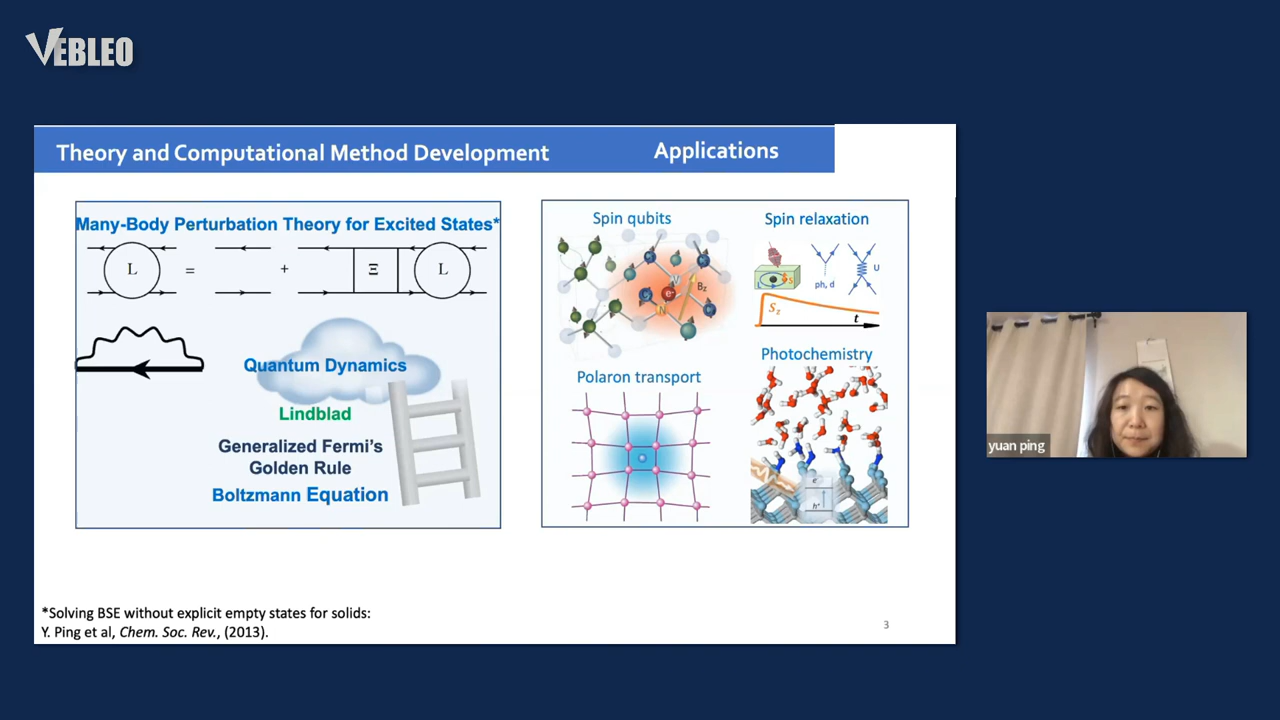 VEBLEO
Theory and Computational Method Development
Applications
Many-Body Perturbation Theory for Excited States*
L = + Ξ L
Quantum Dynamics
Lindblad
Generalized Fermi's
Golden Rule
Boltzmann Equation
Spin qubits
Bz
e-
N
Spin relaxation
S
U
ph, d
Sz
t
Polaron transport
Photochemistry
e-
h+
*Solving BSE without explicit empty states for solids:
Y. Ping et al, Chem. Soc. Rev., (2013).
3
yuan ping